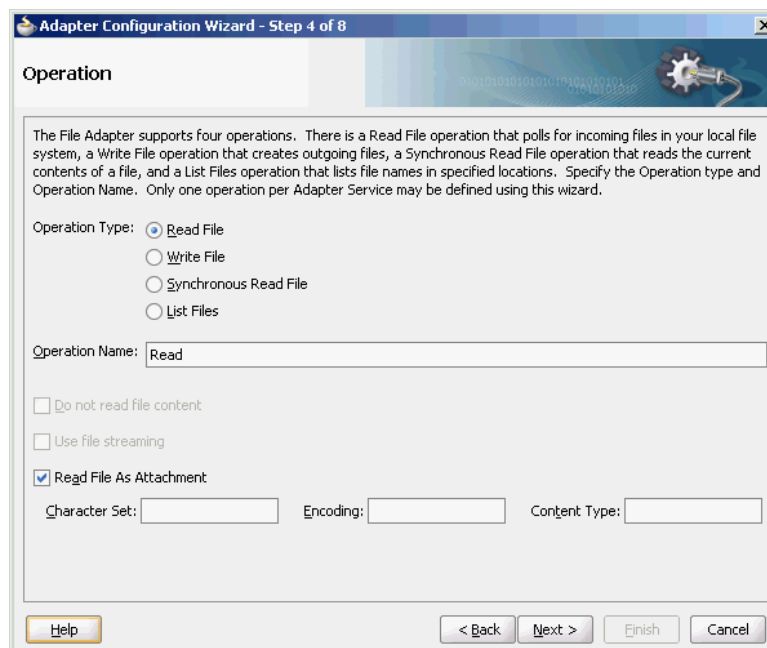 Adapter Configuration Wizard - Step 4 of 8
Operation
The File Adapter supports four operations. There is a Read File operation that polls for incoming files in your local file
system, a Write File operation that creates outgoing files, a Synchronous Read File operation that reads the current
contents of a file, and a List Files operation that lists file names in specified locations. Specify the Operation type and
Operation Name. Only one operation per Adapter Service may be defined using this wizard.
Operation Type: Read File
Write File
Synchronous Read File
List Files
Operation Name: Read
Do not read file content
Use file streaming
Read File As Attachment
Character Set: Encoding: Content Type:
Help < Back Next > Finish Cancel